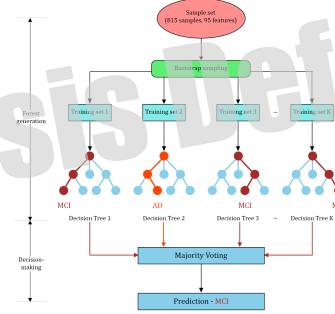 Sample set
(815 samples, 95 features)
Bootstrap sampling
Forest
generation
Training set 1
Training set 2
Training set 3
Training set K
MCI
AD
MCI
Decision Tree 1
Decision Tree 2
Decision Tree 3
~
Decision Tree K
Decision-
making
Majority Voting
Prediction - MCI